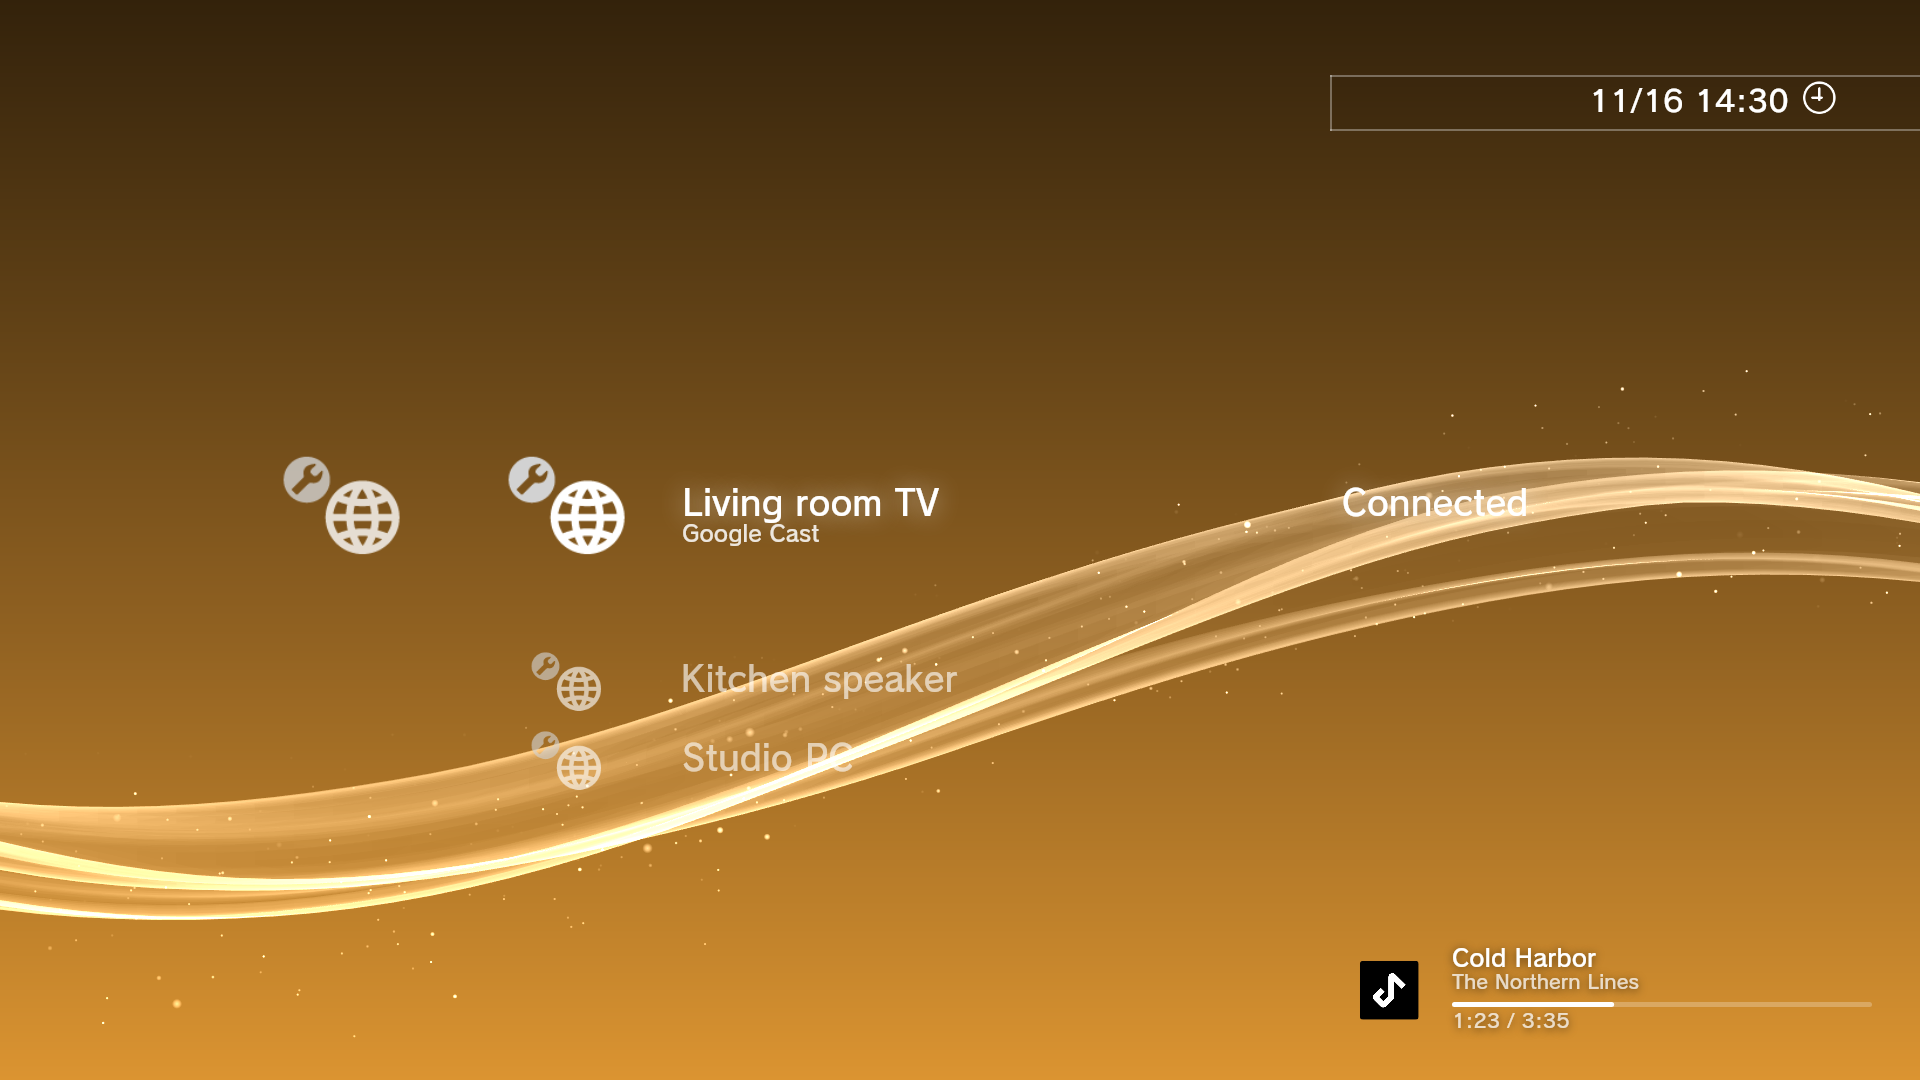 11/16 14:30
Living room TV
Connected
Google Cast
Kitchen speaker
Studio PC
Cold Harbor
The Northern Lines
1:23 / 3:35